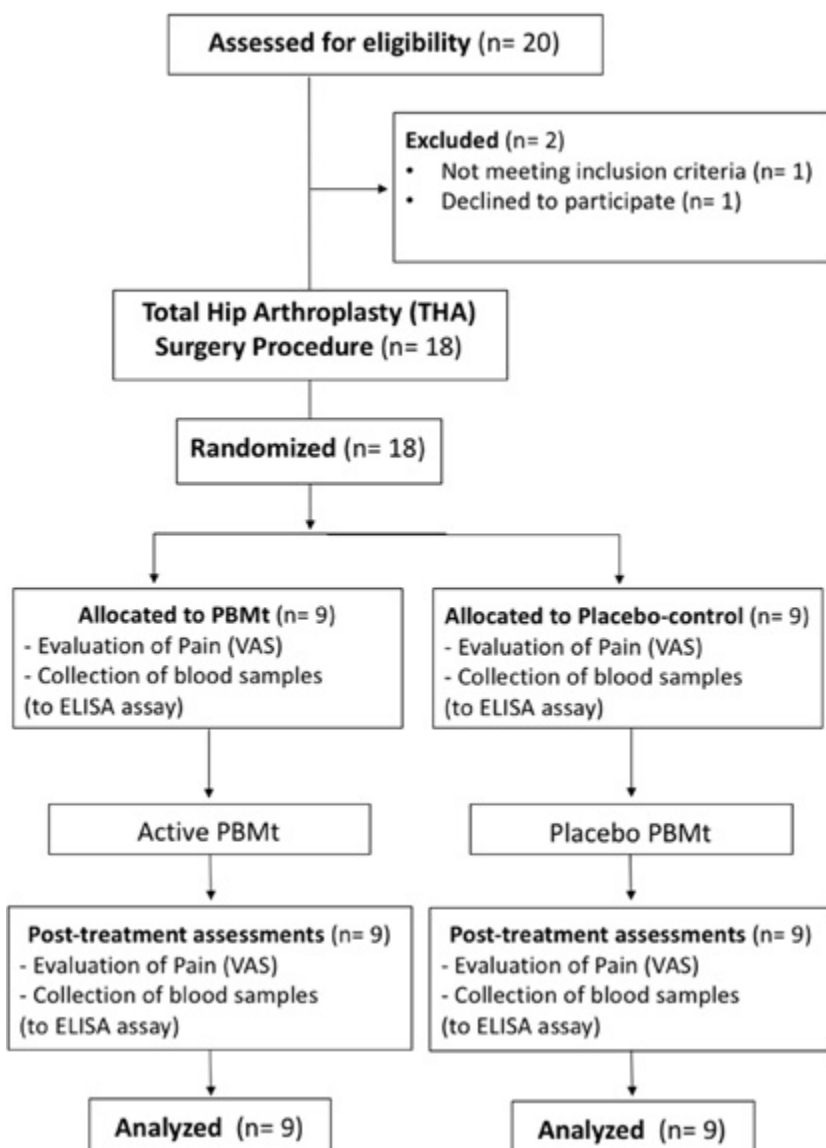 Assessed for eligibility (n= 20)
Excluded (n= 2)
• Not meeting inclusion criteria (n= 1)
• Declined to participate (n= 1)
Total Hip Arthroplasty (THA)
Surgery Procedure (n= 18)
Randomized (n= 18)
Allocated to PBMt (n= 9)
- Evaluation of Pain (VAS)
- Collection of blood samples
(to ELISA assay)
Allocated to Placebo-control (n= 9)
- Evaluation of Pain (VAS)
- Collection of blood samples
(to ELISA assay)
Active PBMt
Placebo PBMt
Post-treatment assessments (n= 9)
- Evaluation of Pain (VAS)
- Collection of blood samples
(to ELISA assay)
Post-treatment assessments (n= 9)
- Evaluation of Pain (VAS)
- Collection of blood samples
(to ELISA assay)
Analyzed (n= 9)
Analyzed (n= 9)